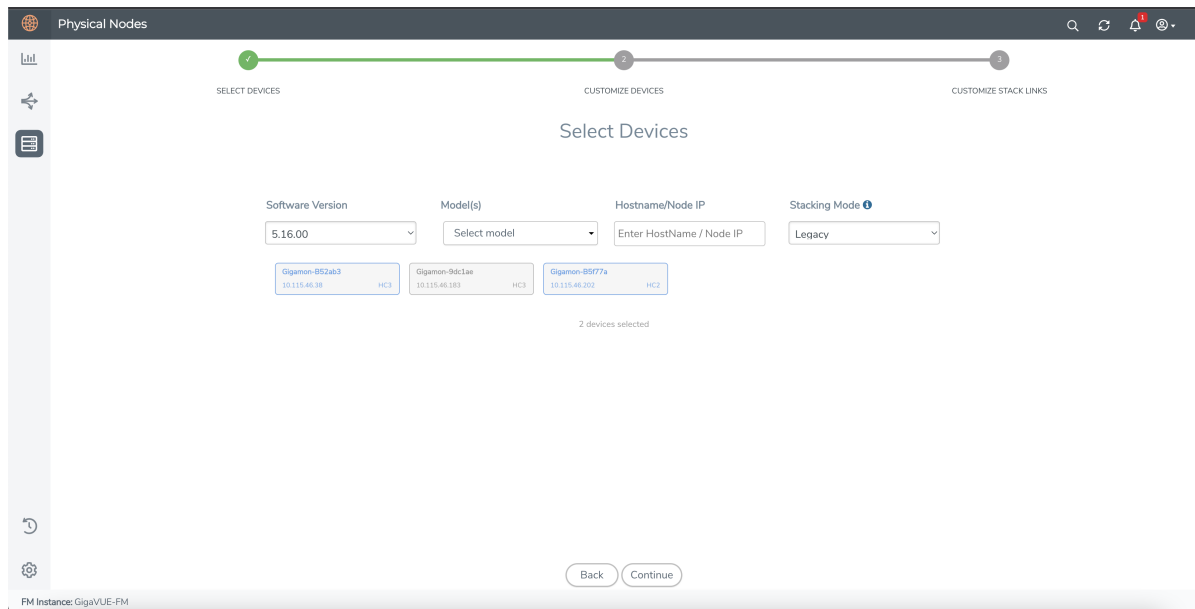 Physical Nodes
1
✓
2
3
SELECT DEVICES
CUSTOMIZE DEVICES
CUSTOMIZE STACK LINKS
Select Devices
Software Version
Model(s)
Hostname/Node IP
Stacking Mode
5.16.00
Select model
Enter HostName / Node IP
Legacy
Gigamon-B52ab3
10.115.46.38 HC3
Gigamon-9dc1ae
10.115.46.183 HC3
Gigamon-B5f77a
10.115.46.202 HC2
2 devices selected
Back
Continue
FM Instance: GigaVUE-FM